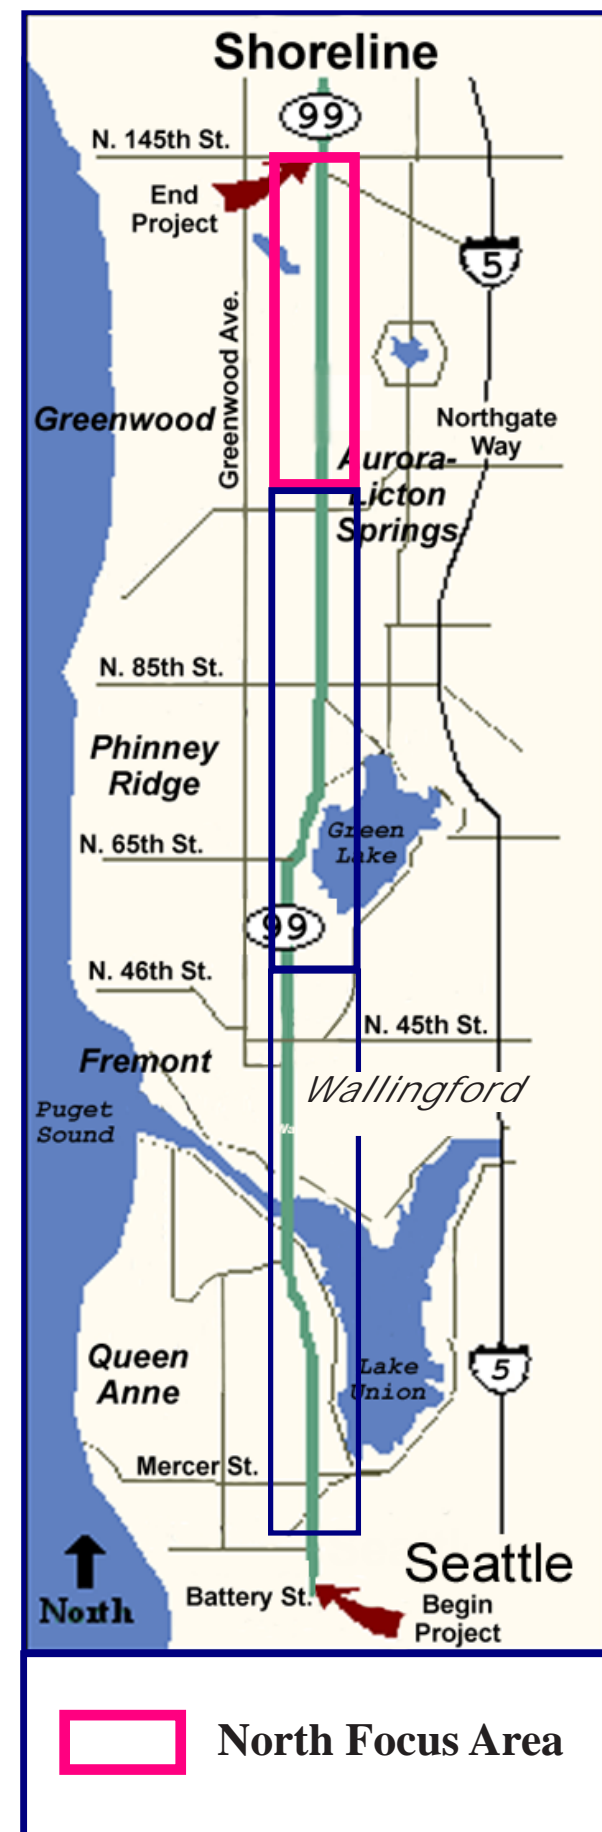 Shoreline
99
N. 145th St.
End
Project
5
Greenwood Ave.
Greenwood
Northgate
Way
Aurora-
Licton
Springs
N. 85th St.
Phinney
Ridge
Green
Lake
N. 65th St.
99
N. 46th St.
N. 45th St.
Fremont
Wallingford
Puget
Sound
Wa
Queen
Anne
Lake
Union
5
Mercer St.
Seattle
Battery St.
Begin
Project
North
North Focus Area